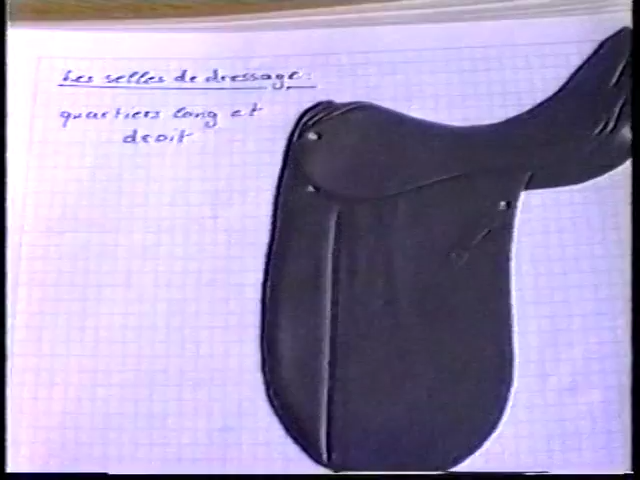 Les selles de dressage :
quartiers long et
droit